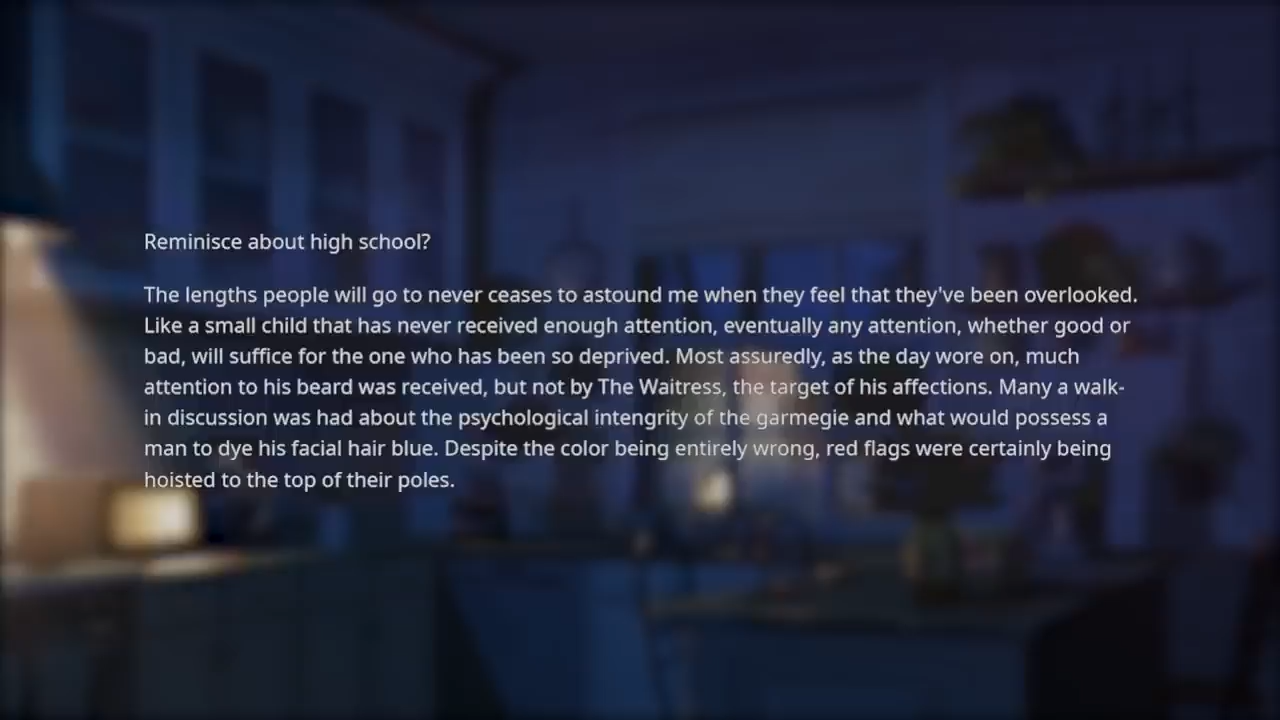 Reminisce about high school?
The lengths people will go to never ceases to astound me when they feel that they've been overlooked.
Like a small child that has never received enough attention, eventually any attention, whether good or
bad, will suffice for the one who has been so deprived. Most assuredly, as the day wore on, much
attention to his beard was received, but not by The Waitress, the target of his affections. Many a walk-
in discussion was had about the psychological intengrity of the garmegie and what would possess a
man to dye his facial hair blue. Despite the color being entirely wrong, red flags were certainly being
hoisted to the top of their poles.